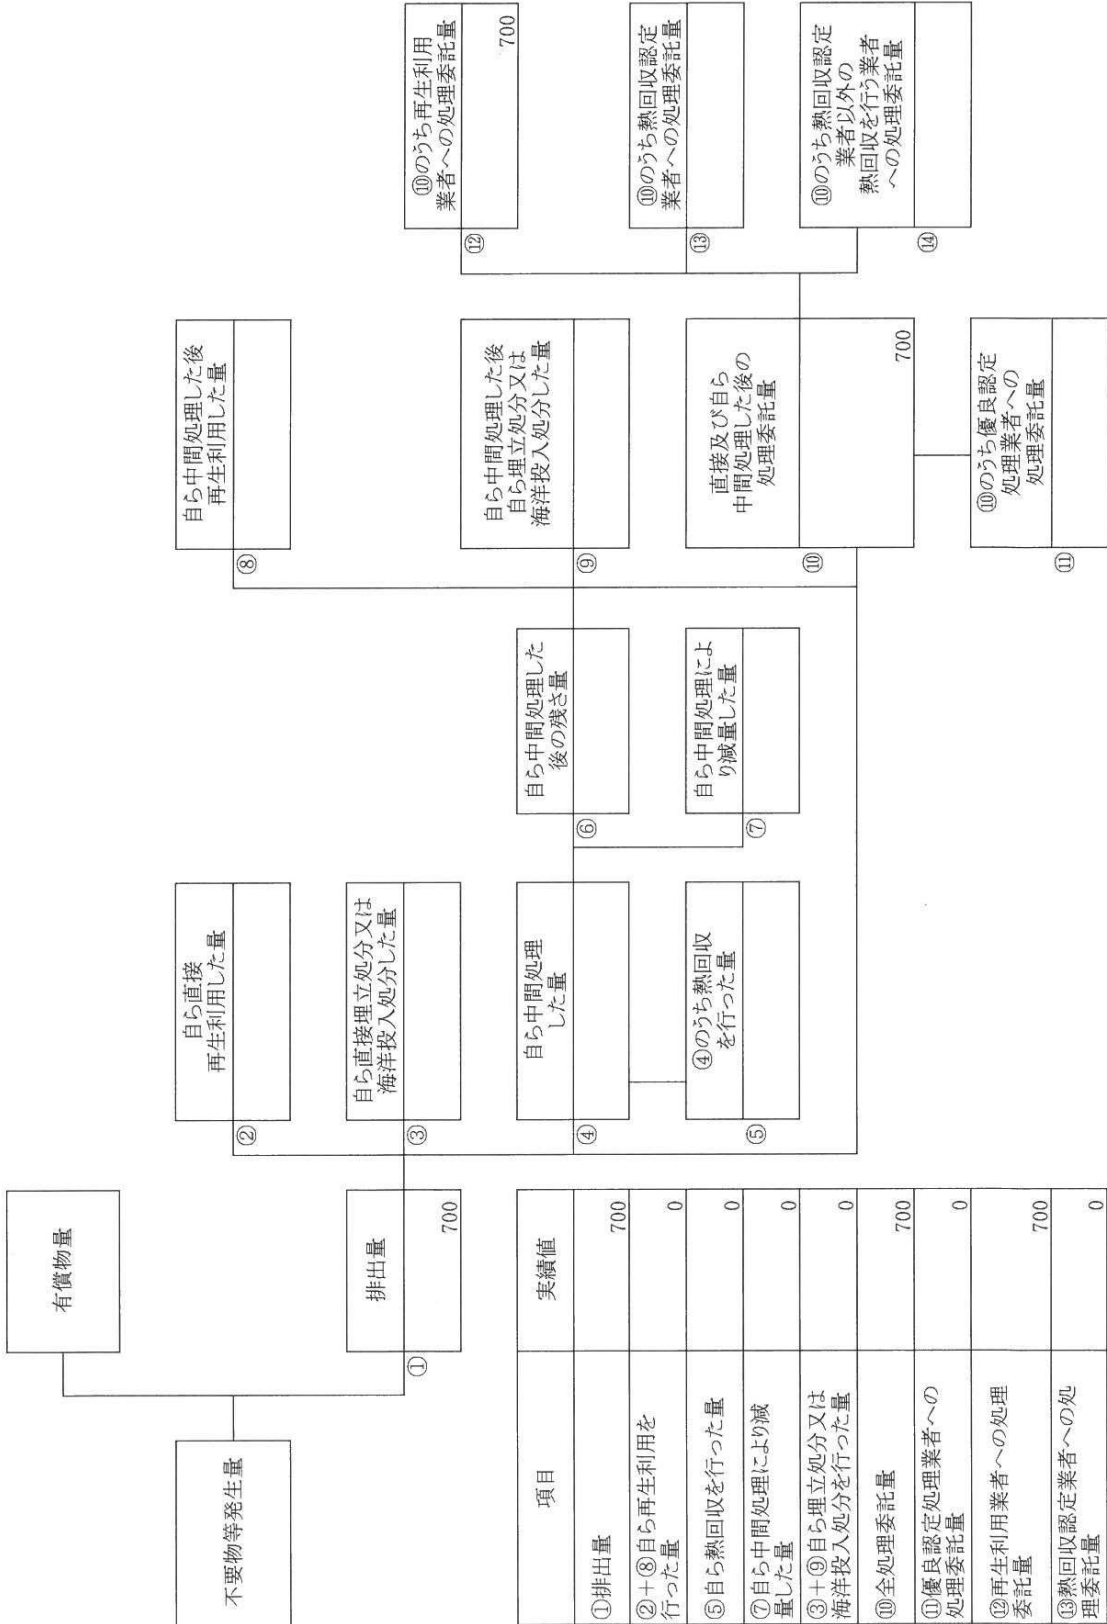 不要物等発生量
有償物量
排出量
①
700
自ら直接
再生利用した量
②
自ら直接埋立処分又は
海洋投入処分した量
③
自ら中間処理
した量
④
④のうち熱回収
を行った量
⑤
自ら中間処理した
後の残さ量
⑥
自ら中間処理によ
り減量した量
⑦
自ら中間処理した後
再生利用した量
⑧
自ら中間処理した後
自ら埋立処分又は
海洋投入処分した量
⑨
直接及び自ら
中間処理した後の
処理委託量
⑩
700
⑩のうち優良認定
処理業者への
処理委託量
⑪
⑩のうち再生利用
業者への処理委託量
⑫
700
⑩のうち熱回収認定
業者への処理委託量
⑬
⑩のうち熱回収認定
業者以外の
熱回収を行う業者
への処理委託量
⑭
項目 実績値
①排出量 700
②+⑧自ら再生利用を
行った量 0
⑤自ら熱回収を行った量 0
⑦自ら中間処理により減
量した量 0
③+⑨自ら埋立処分又は
海洋投入処分を行った量 0
⑩全処理委託量 700
⑪優良認定処理業者への
処理委託量 0
⑫再生利用業者への処理
委託量 700
⑬熱回収認定業者への処
理委託量 0